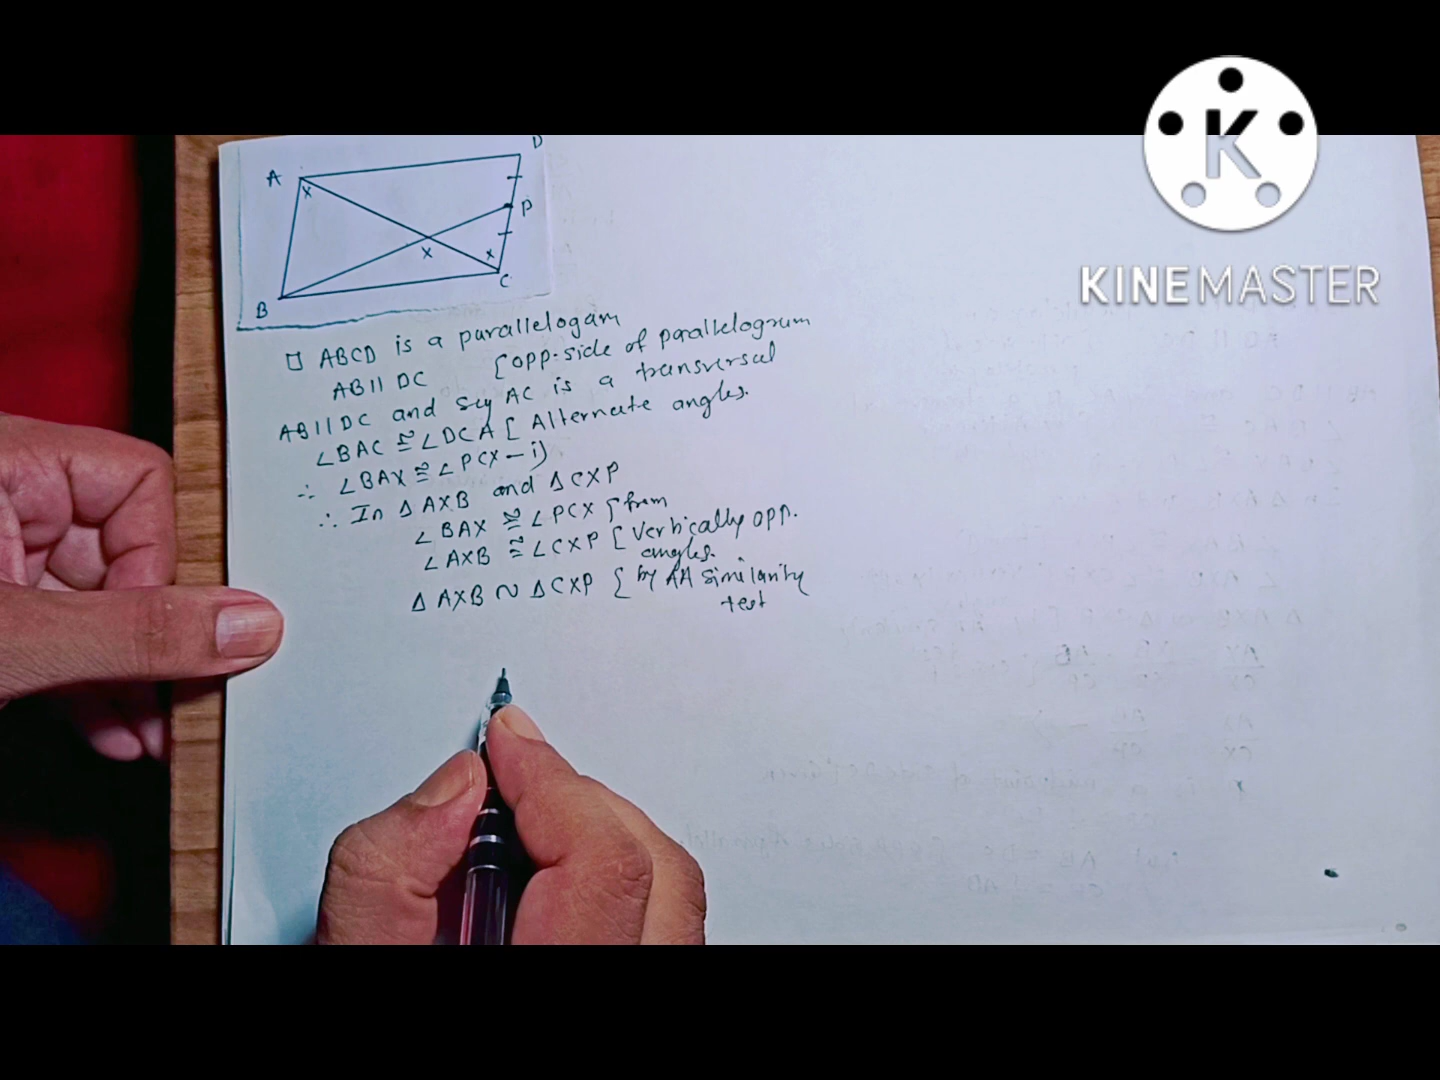 K
KINEMASTER
D
A
x
P
x
x
C
B
□ ABCD is a parallelogam
AB || DC [opp. side of parallelogram
AB || DC and seg AC is a transversal
∠BAC ≅ ∠DCA [Alternate angles.
∴ ∠BAX ≅ ∠PCX - i)
∴ In Δ AXB and Δ CXP
∠BAX ≅ ∠PCX [from
∠AXB ≅ ∠CXP [vertically opp.
angles.
Δ AXB ~ Δ CXP [by AA similarity
test